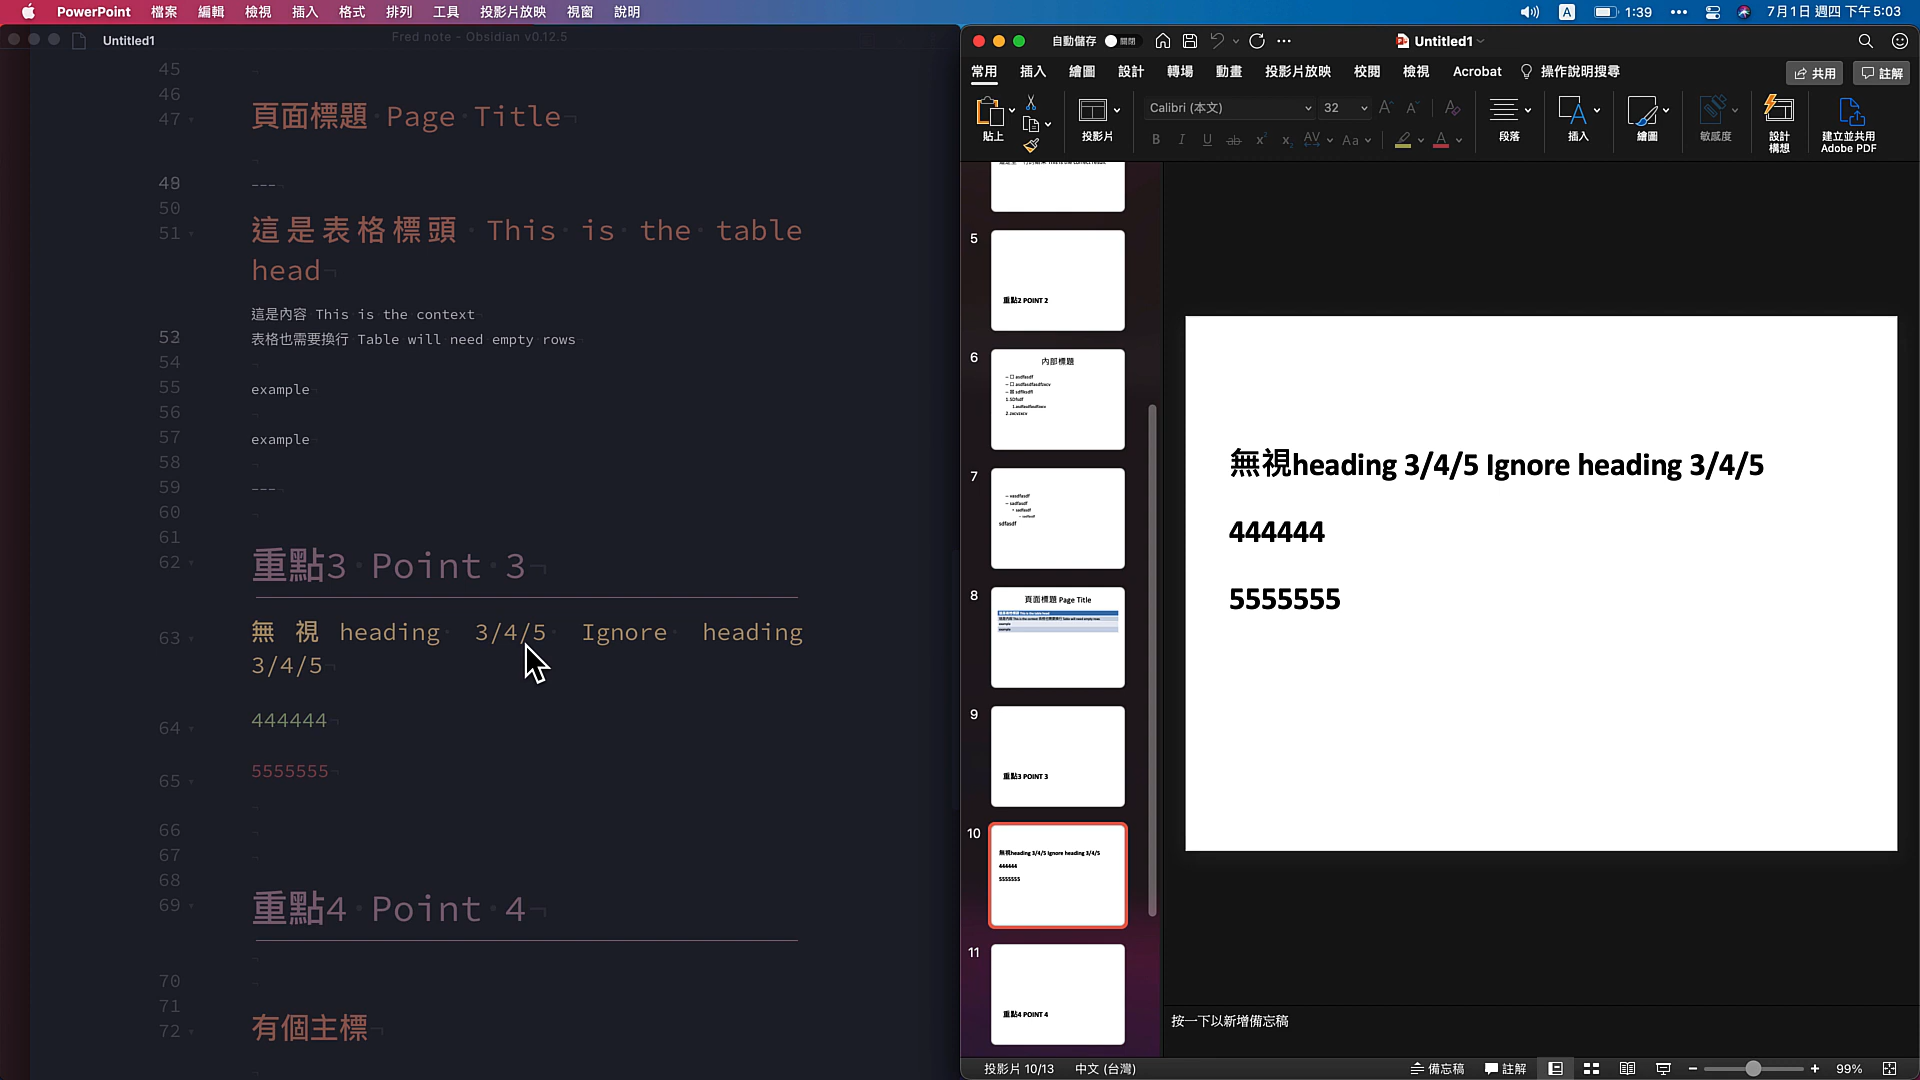 PowerPoint 檔案 編輯 檢視 插入 格式 排列 工具 投影片放映 視窗 說明
A 1:39 7月1日 週四 下午5:03
Untitled1
Fred note - Obsidian v0.12.5
45
46
47 頁面標題 Page Title
49 ---
50
51 這是表格標頭 This is the table
head
這是內容 This is the context
表格也需要換行 Table will need empty rows
54
55 example
56
57 example
58
59 ---
60
61
62 重點3 Point 3
63 無視 heading 3/4/5 Ignore heading
3/4/5
64 444444
65 5555555
66
67
68
69 重點4 Point 4
70
71
72 有個主標
自動儲存 關閉
Untitled1
常用 插入 繪圖 設計 轉場 動畫 投影片放映 校閱 檢視 Acrobat 操作說明搜尋
共用 註解
貼上 投影片 Calibri (本文) 32 段落 插入 繪圖 敏感度 設計
構想 建立並共用
Adobe PDF
5
重點2 POINT 2
6
內部標題
7
sdfasdf
8
頁面標題 Page Title
9
重點3 POINT 3
10
無視heading 3/4/5 Ignore heading 3/4/5
444444
5555555
11
重點4 POINT 4
無視heading 3/4/5 Ignore heading 3/4/5
444444
5555555
按一下以新增備忘稿
投影片 10/13 中文 (台灣) 備忘稿 註解 99%